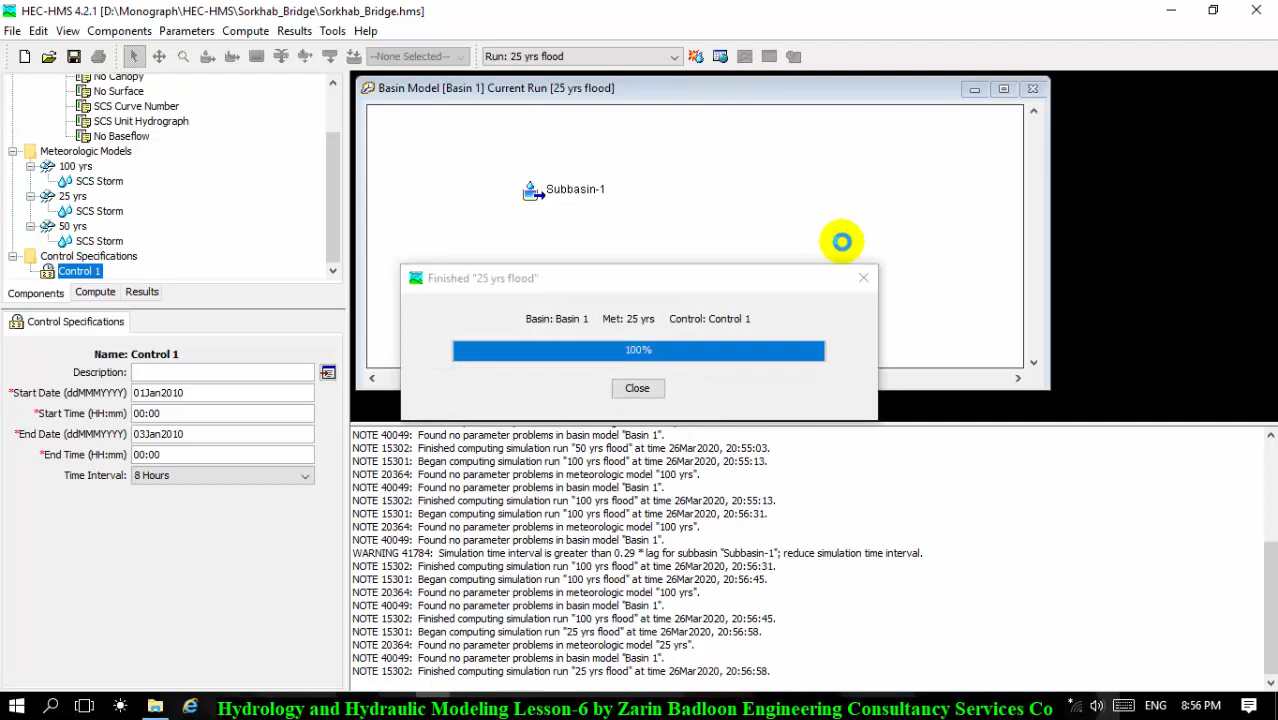 HEC-HMS 4.2.1 [D:\Monograph\HEC-HMS\Sorkhab_Bridge\Sorkhab_Bridge.hms]
File Edit View Components Parameters Compute Results Tools Help
--None Selected-- Run: 25 yrs flood
No Canopy
No Surface
SCS Curve Number
SCS Unit Hydrograph
No Baseflow
Meteorologic Models
100 yrs
SCS Storm
25 yrs
SCS Storm
50 yrs
SCS Storm
Control Specifications
Control 1
Components Compute Results
Control Specifications
Name: Control 1
Description:
*Start Date (ddMMMYYYY) 01Jan2010
*Start Time (HH:mm) 00:00
*End Date (ddMMMYYYY) 03Jan2010
*End Time (HH:mm) 00:00
Time Interval: 8 Hours
Basin Model [Basin 1] Current Run [25 yrs flood]
Subbasin-1
Finished "25 yrs flood"
Basin: Basin 1 Met: 25 yrs Control: Control 1
100%
Close
NOTE 40049: Found no parameter problems in basin model "Basin 1".
NOTE 15302: Finished computing simulation run "50 yrs flood" at time 26Mar2020, 20:55:03.
NOTE 15301: Began computing simulation run "100 yrs flood" at time 26Mar2020, 20:55:13.
NOTE 20364: Found no parameter problems in meteorologic model "100 yrs".
NOTE 40049: Found no parameter problems in basin model "Basin 1".
NOTE 15302: Finished computing simulation run "100 yrs flood" at time 26Mar2020, 20:55:13.
NOTE 15301: Began computing simulation run "100 yrs flood" at time 26Mar2020, 20:56:31.
NOTE 20364: Found no parameter problems in meteorologic model "100 yrs".
NOTE 40049: Found no parameter problems in basin model "Basin 1".
WARNING 41784: Simulation time interval is greater than 0.29 * lag for subbasin "Subbasin-1"; reduce simulation time interval.
NOTE 15302: Finished computing simulation run "100 yrs flood" at time 26Mar2020, 20:56:31.
NOTE 15301: Began computing simulation run "100 yrs flood" at time 26Mar2020, 20:56:45.
NOTE 20364: Found no parameter problems in meteorologic model "100 yrs".
NOTE 40049: Found no parameter problems in basin model "Basin 1".
NOTE 15302: Finished computing simulation run "100 yrs flood" at time 26Mar2020, 20:56:45.
NOTE 15301: Began computing simulation run "25 yrs flood" at time 26Mar2020, 20:56:58.
NOTE 20364: Found no parameter problems in meteorologic model "25 yrs".
NOTE 40049: Found no parameter problems in basin model "Basin 1".
NOTE 15302: Finished computing simulation run "25 yrs flood" at time 26Mar2020, 20:56:58.
Hydrology and Hydraulic Modeling Lesson-6 by Zarin Badloon Engineering Consultancy Services Co
ENG 8:56 PM